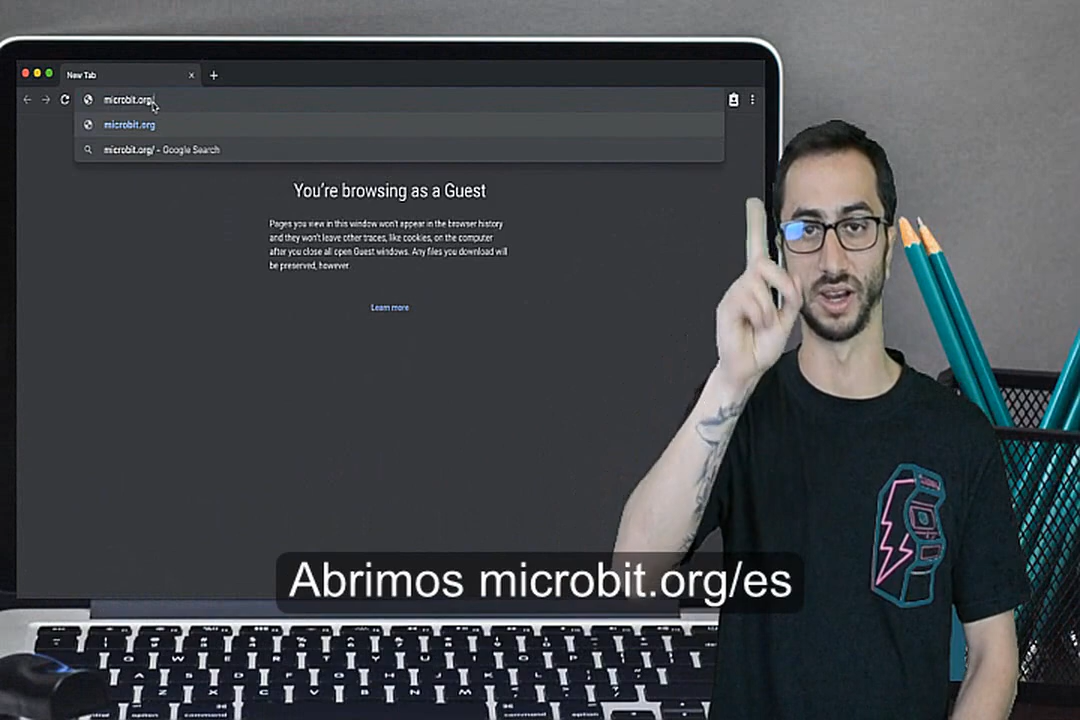 New Tab
microbit.org/
microbit.org
microbit.org/ - Google Search
You're browsing as a Guest
Pages you view in this window won't appear in the browser history
and they won't leave other traces, like cookies, on the computer
after you close all open Guest windows. Any files you download will
be preserved, however.
Learn more
Abrimos microbit.org/es
Q W E R T Y U I O P
A S D F G H J K L
Z X C V B N M
command
command
option